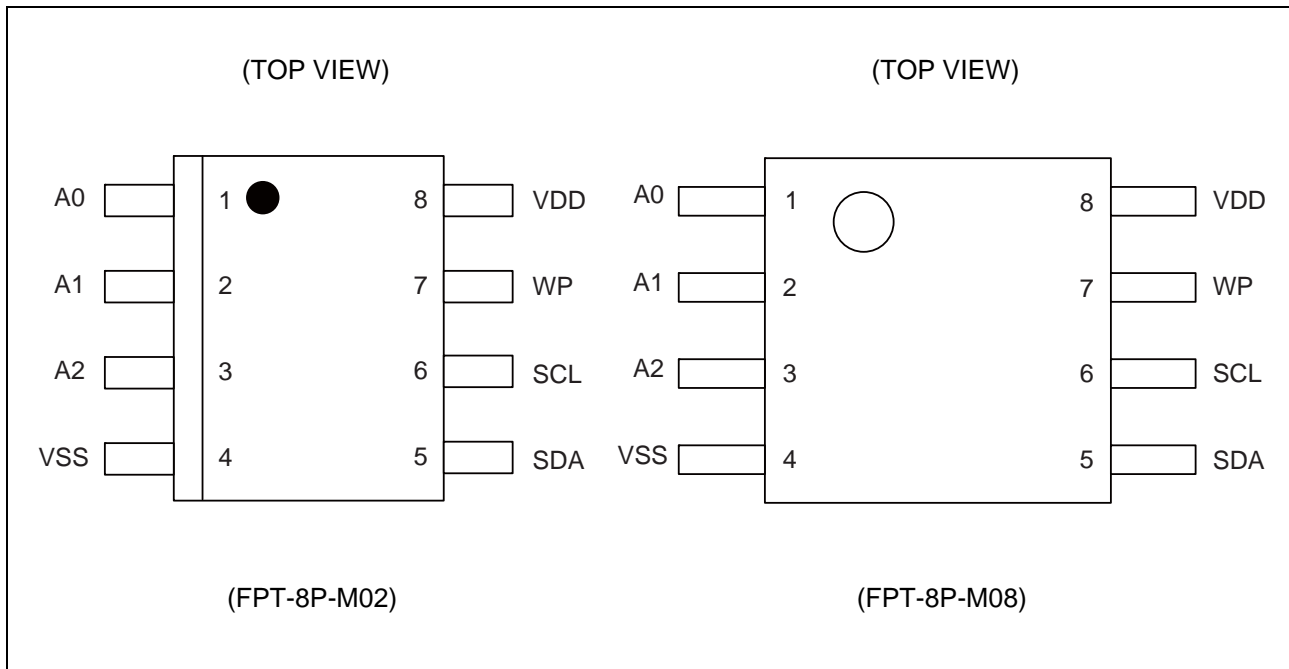 (TOP VIEW)
A0 1 8 VDD
A1 2 7 WP
A2 3 6 SCL
VSS 4 5 SDA
(FPT-8P-M02)
(TOP VIEW)
A0 1 8 VDD
A1 2 7 WP
A2 3 6 SCL
VSS 4 5 SDA
(FPT-8P-M08)